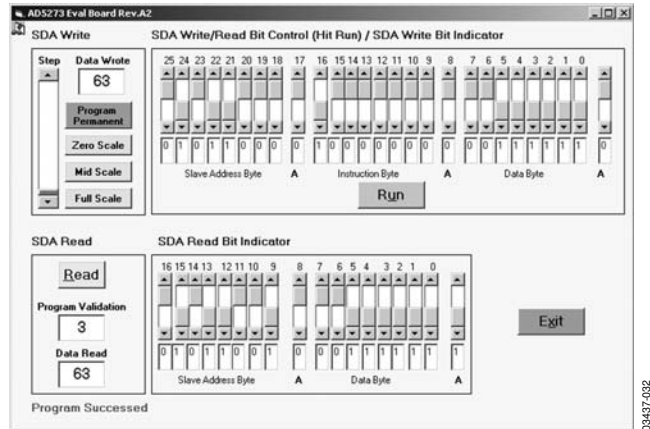 AD5273 Eval Board Rev.A2
SDA Write
SDA Write/Read Bit Control (Hit Run) / SDA Write Bit Indicator
Step
Data Wrote
63
Program Permanent
Zero Scale
Mid Scale
Full Scale
25 24 23 22 21 20 19 18 17 16 15 14 13 12 11 10 9 8 7 6 5 4 3 2 1 0
0 1 0 1 1 0 0 0 0 1 0 0 0 0 0 0 0 0 0 0 1 1 1 1 1 1 0
Slave Address Byte A Instruction Byte A Data Byte A
Run
SDA Read
SDA Read Bit Indicator
Read
Program Validation
3
Data Read
63
16 15 14 13 12 11 10 9 8 7 6 5 4 3 2 1 0
0 1 0 1 1 0 0 1 0 0 0 1 1 1 1 1 1 1
Slave Address Byte A Data Byte A
Exit
Program Successed
03437-032